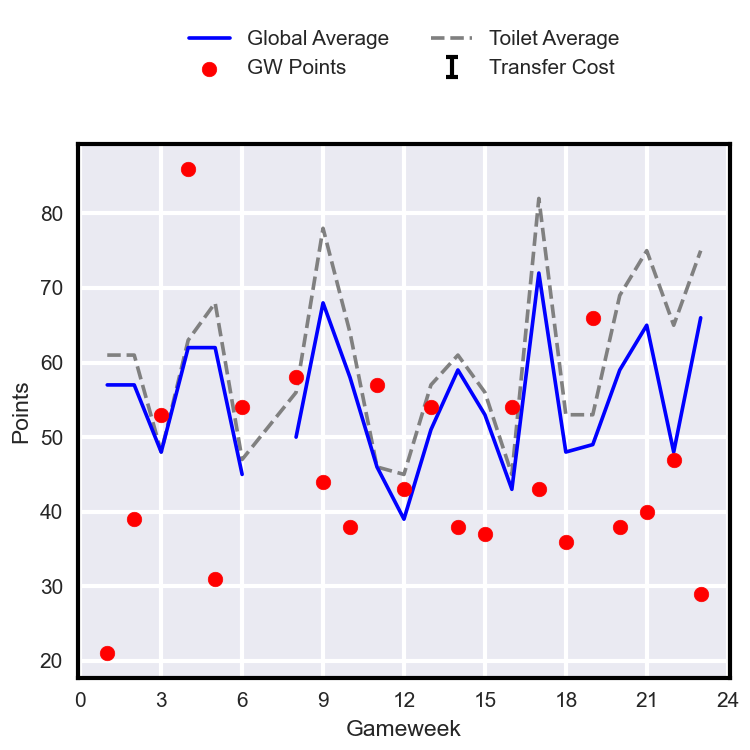 Global Average
Toilet Average
GW Points
Transfer Cost
Points
80
70
60
50
40
30
20
0 3 6 9 12 15 18 21 24
Gameweek